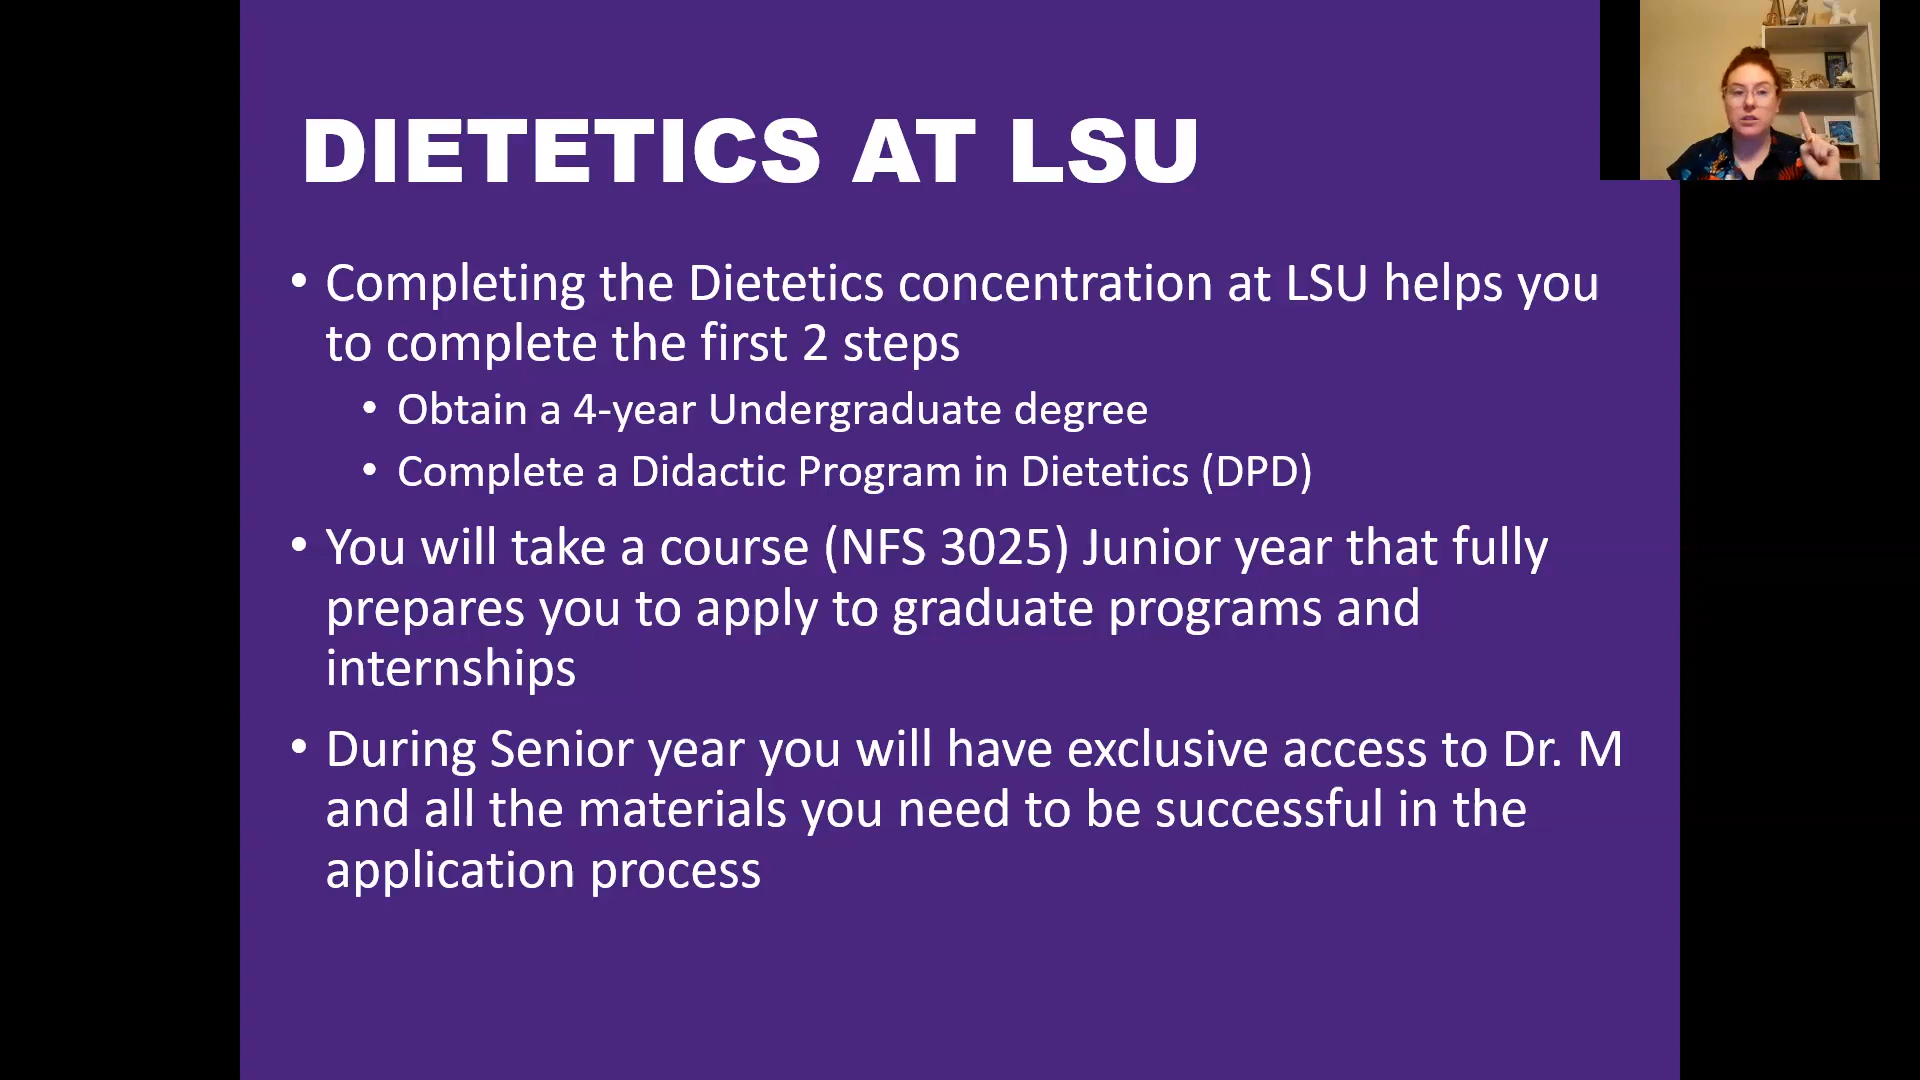 DIETETICS AT LSU
• Completing the Dietetics concentration at LSU helps you
to complete the first 2 steps
• Obtain a 4-year Undergraduate degree
• Complete a Didactic Program in Dietetics (DPD)
• You will take a course (NFS 3025) Junior year that fully
prepares you to apply to graduate programs and
internships
• During Senior year you will have exclusive access to Dr. M
and all the materials you need to be successful in the
application process